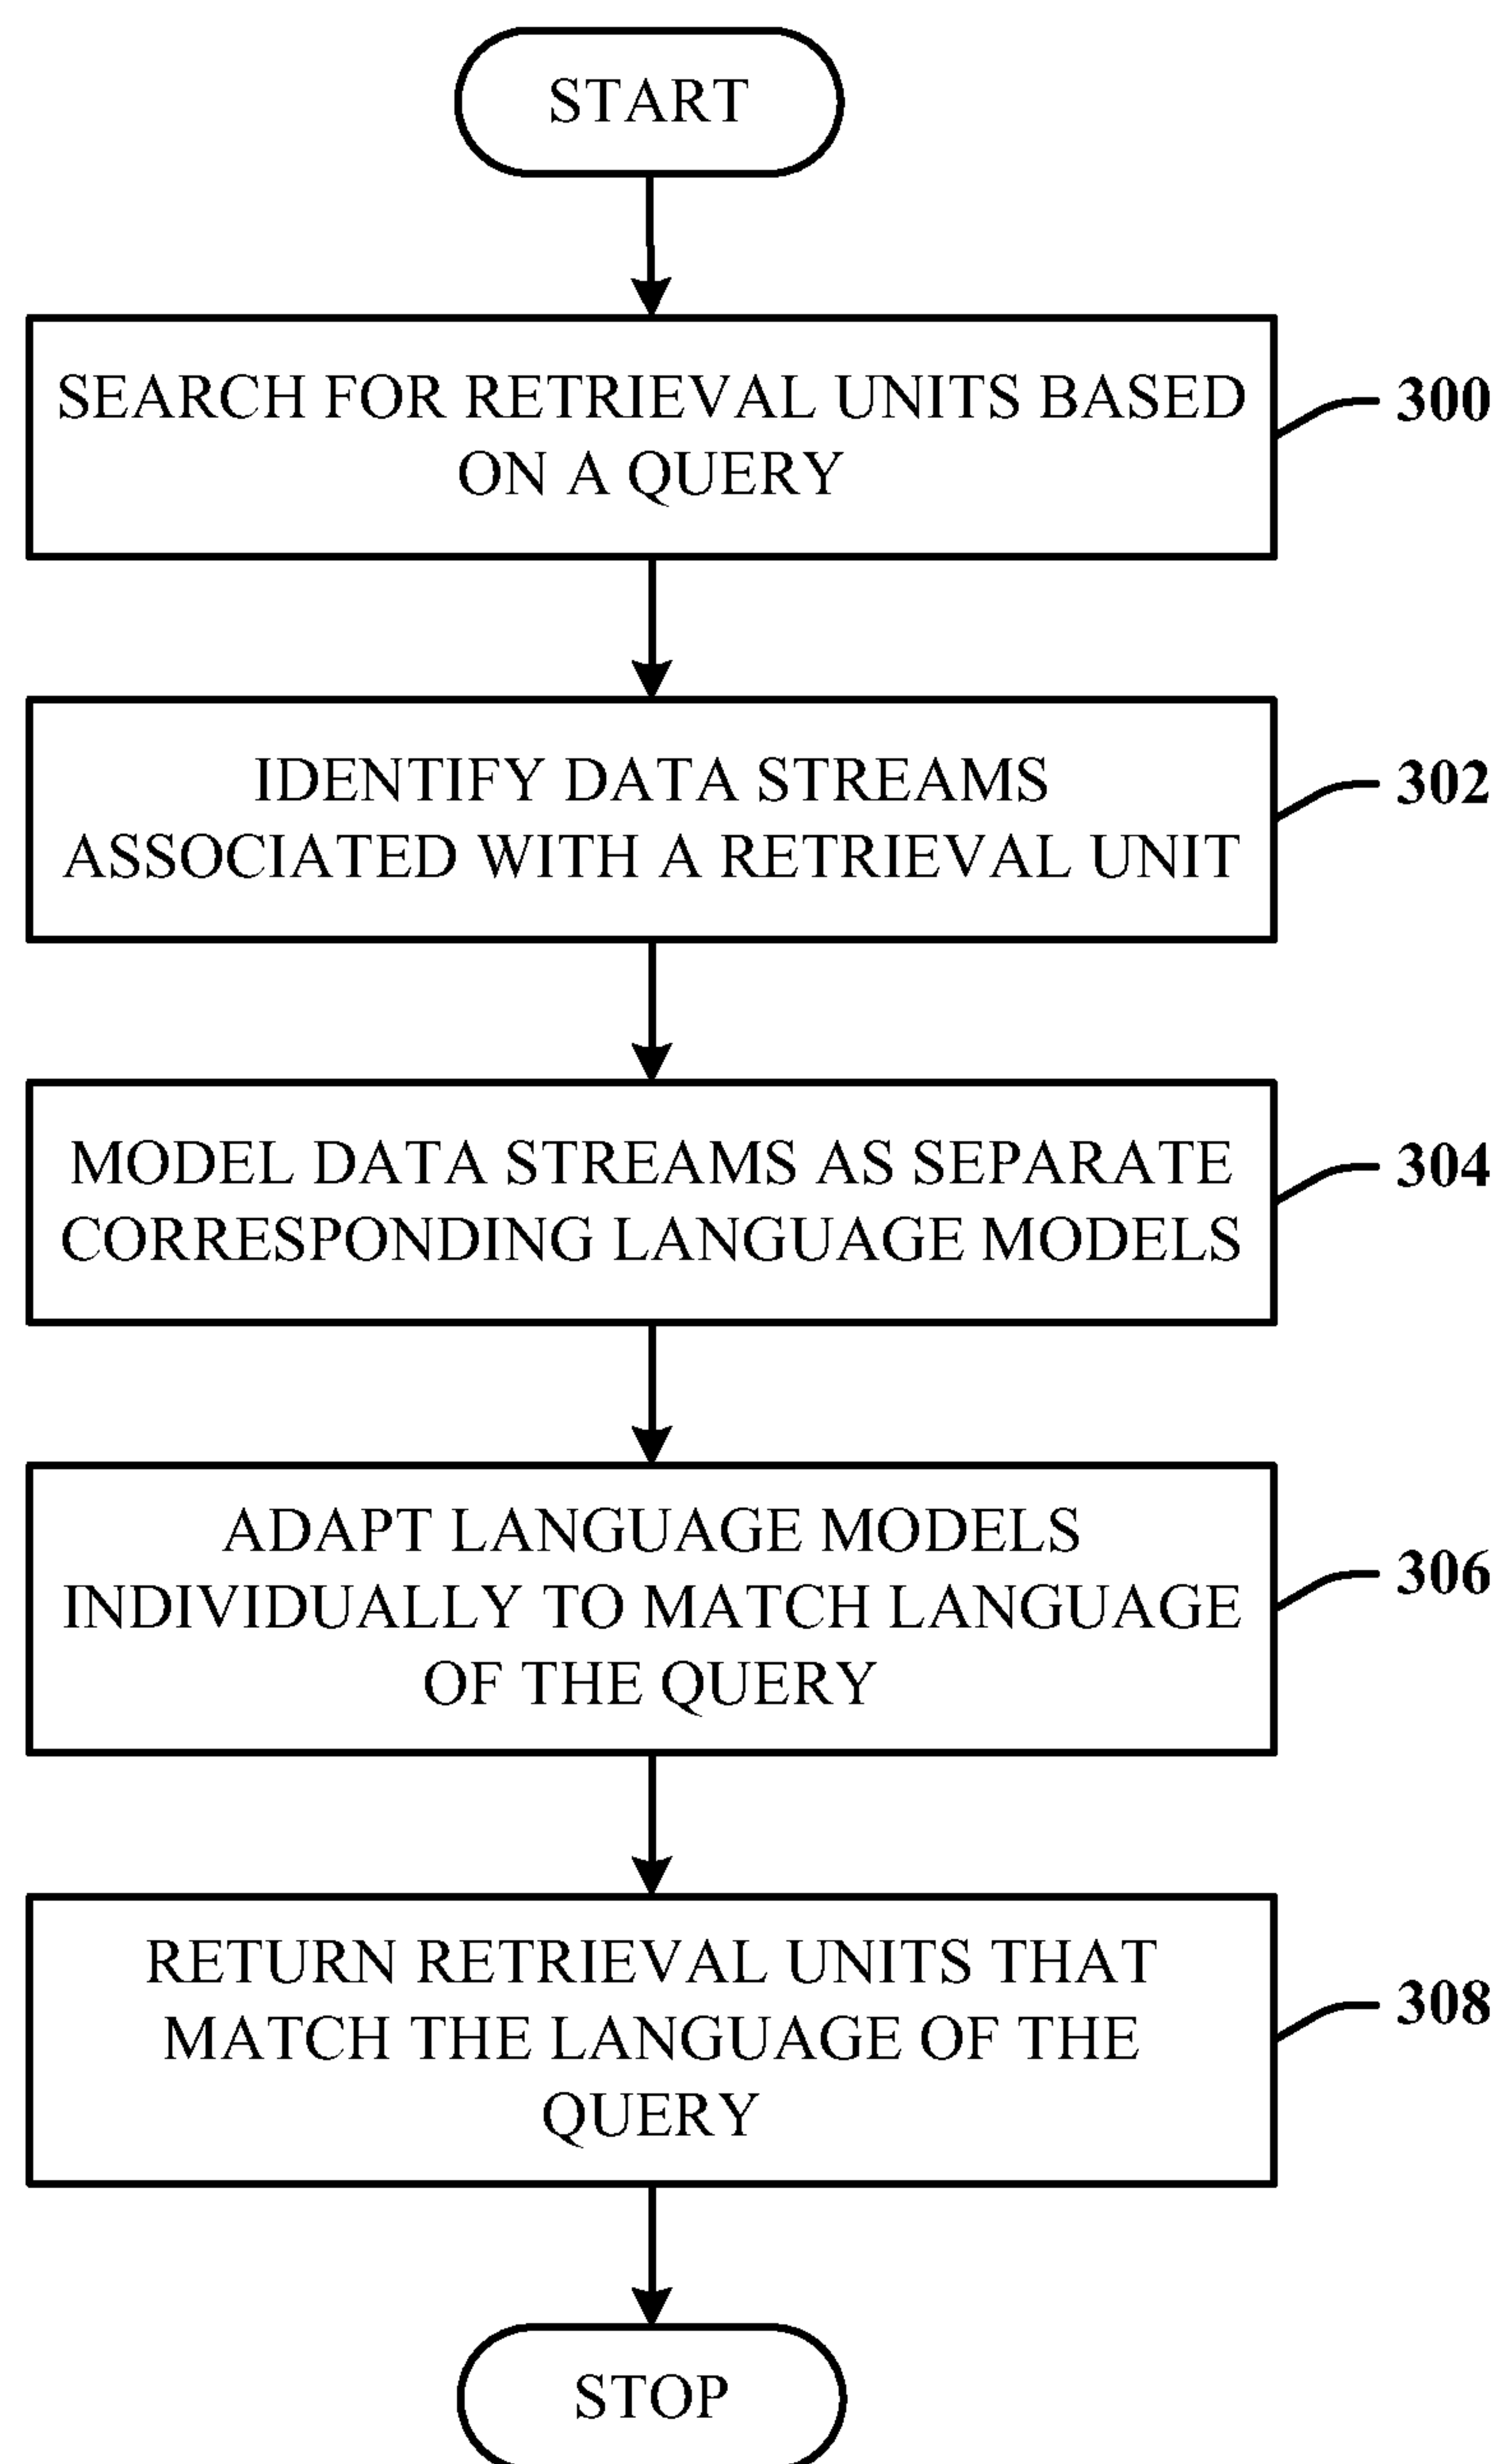 START
SEARCH FOR RETRIEVAL UNITS BASED
ON A QUERY
300
IDENTIFY DATA STREAMS
ASSOCIATED WITH A RETRIEVAL UNIT
302
MODEL DATA STREAMS AS SEPARATE
CORRESPONDING LANGUAGE MODELS
304
ADAPT LANGUAGE MODELS
INDIVIDUALLY TO MATCH LANGUAGE
OF THE QUERY
306
RETURN RETRIEVAL UNITS THAT
MATCH THE LANGUAGE OF THE
QUERY
308
STOP